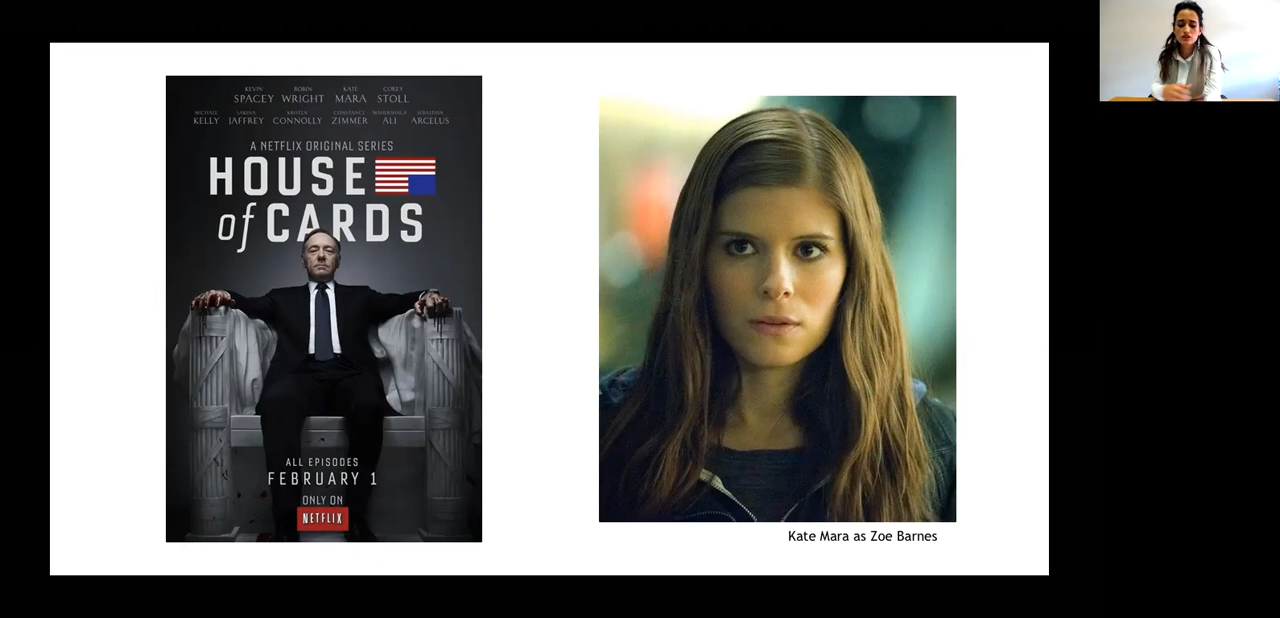 KEVIN ROBIN KATE COREY
SPACEY WRIGHT MARA STOLL
MICHAEL SAKINA KRISTEN CONSTANCE MAHERSHALA SEBASTIAN
KELLY JAFFREY CONNOLLY ZIMMER ALI ARCELUS
A NETFLIX ORIGINAL SERIES
HOUSE
of CARDS
ALL EPISODES
FEBRUARY 1
ONLY ON
NETFLIX
Kate Mara as Zoe Barnes